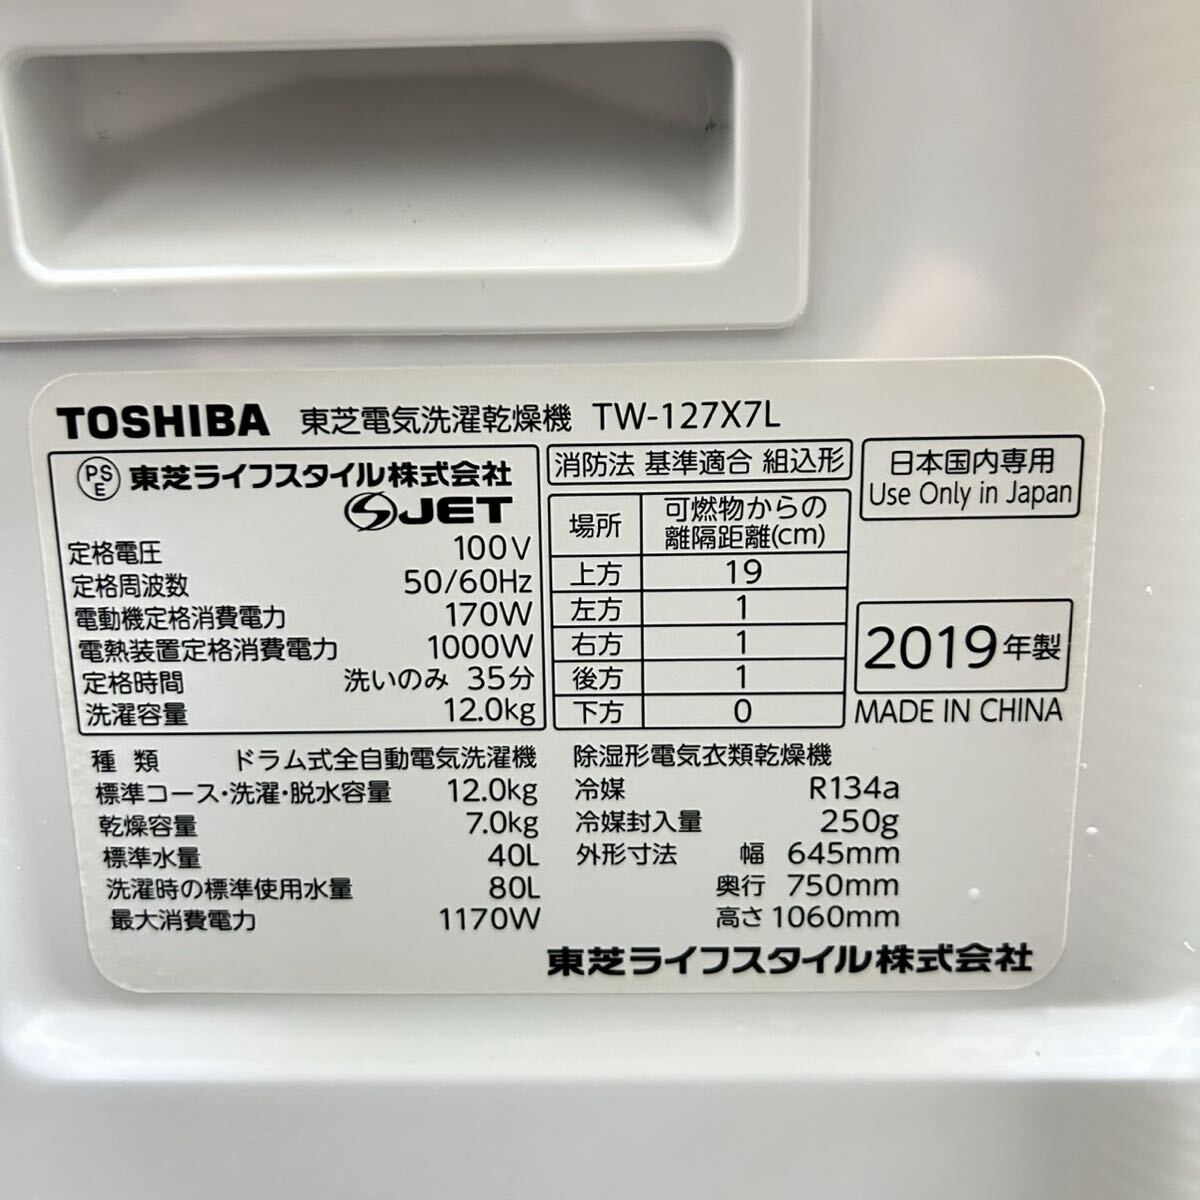 TOSHIBA 東芝電気洗濯乾燥機 TW-127X7L
PSE 東芝ライフスタイル株式会社
JET
定格電圧 100V
定格周波数 50/60Hz
電動機定格消費電力 170W
電熱装置定格消費電力 1000W
定格時間 洗いのみ 35分
洗濯容量 12.0kg
消防法 基準適合 組込形
場所 可燃物からの
離隔距離(cm)
上方 19
左方 1
右方 1
後方 1
下方 0
日本国内専用
Use Only in Japan
2019年製
MADE IN CHINA
種類 ドラム式全自動電気洗濯機
標準コース・洗濯・脱水容量 12.0kg
乾燥容量 7.0kg
標準水量 40L
洗濯時の標準使用水量 80L
最大消費電力 1170W
除湿形電気衣類乾燥機
冷媒 R134a
冷媒封入量 250g
外形寸法 幅 645mm
奥行 750mm
高さ 1060mm
東芝ライフスタイル株式会社